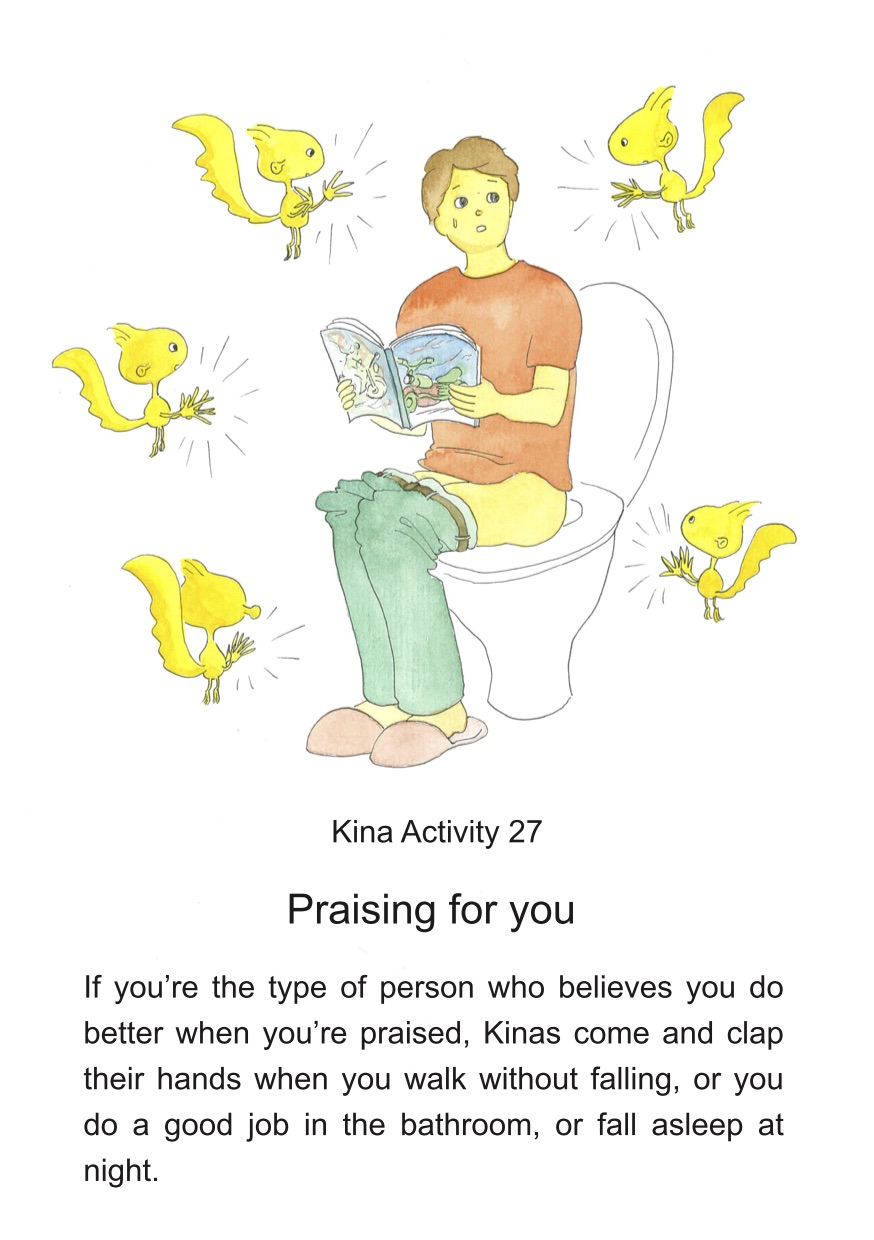 Kina Activity 27
Praising for you
If you’re the type of person who believes you do
better when you’re praised, Kinas come and clap
their hands when you walk without falling, or you
do a good job in the bathroom, or fall asleep at
night.